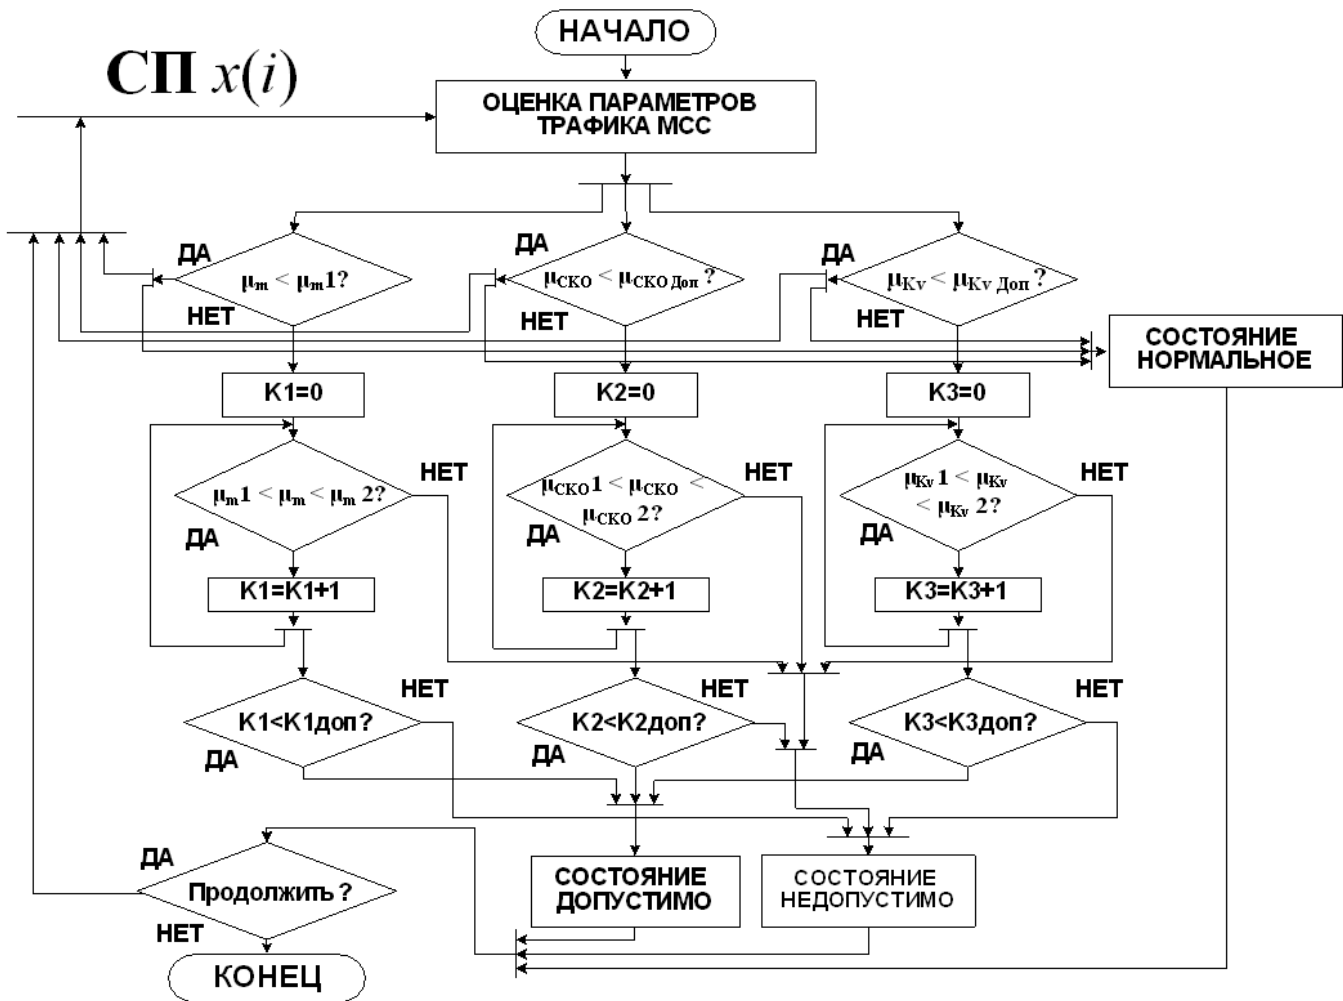 НАЧАЛО
СП x(i)
ОЦЕНКА ПАРАМЕТРОВ
ТРАФИКА МСС
ДА
μm < μm1?
НЕТ
ДА
μСКО < μСКО Доп ?
НЕТ
ДА
μKv < μKv Доп ?
НЕТ
СОСТОЯНИЕ
НОРМАЛЬНОЕ
K1=0
K2=0
K3=0
μm1 < μm < μm 2?
НЕТ
ДА
μСКО1 < μСКО <
μСКО 2?
НЕТ
ДА
μKv 1 < μKv
< μKv 2?
НЕТ
ДА
K1=K1+1
K2=K2+1
K3=K3+1
K1<K1доп?
НЕТ
ДА
K2<K2доп?
НЕТ
ДА
K3<K3доп?
НЕТ
ДА
ДА
Продолжить ?
НЕТ
СОСТОЯНИЕ
ДОПУСТИМО
СОСТОЯНИЕ
НЕДОПУСТИМО
КОНЕЦ